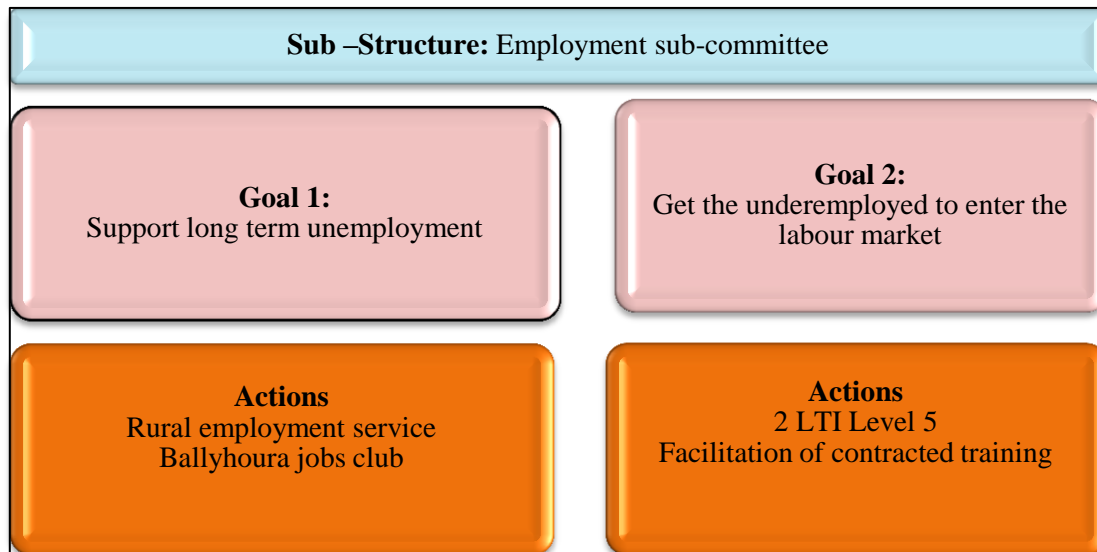 Sub –Structure: Employment sub-committee
Goal 1:
Support long term unemployment
Goal 2:
Get the underemployed to enter the
labour market
Actions
Rural employment service
Ballyhoura jobs club
Actions
2 LTI Level 5
Facilitation of contracted training